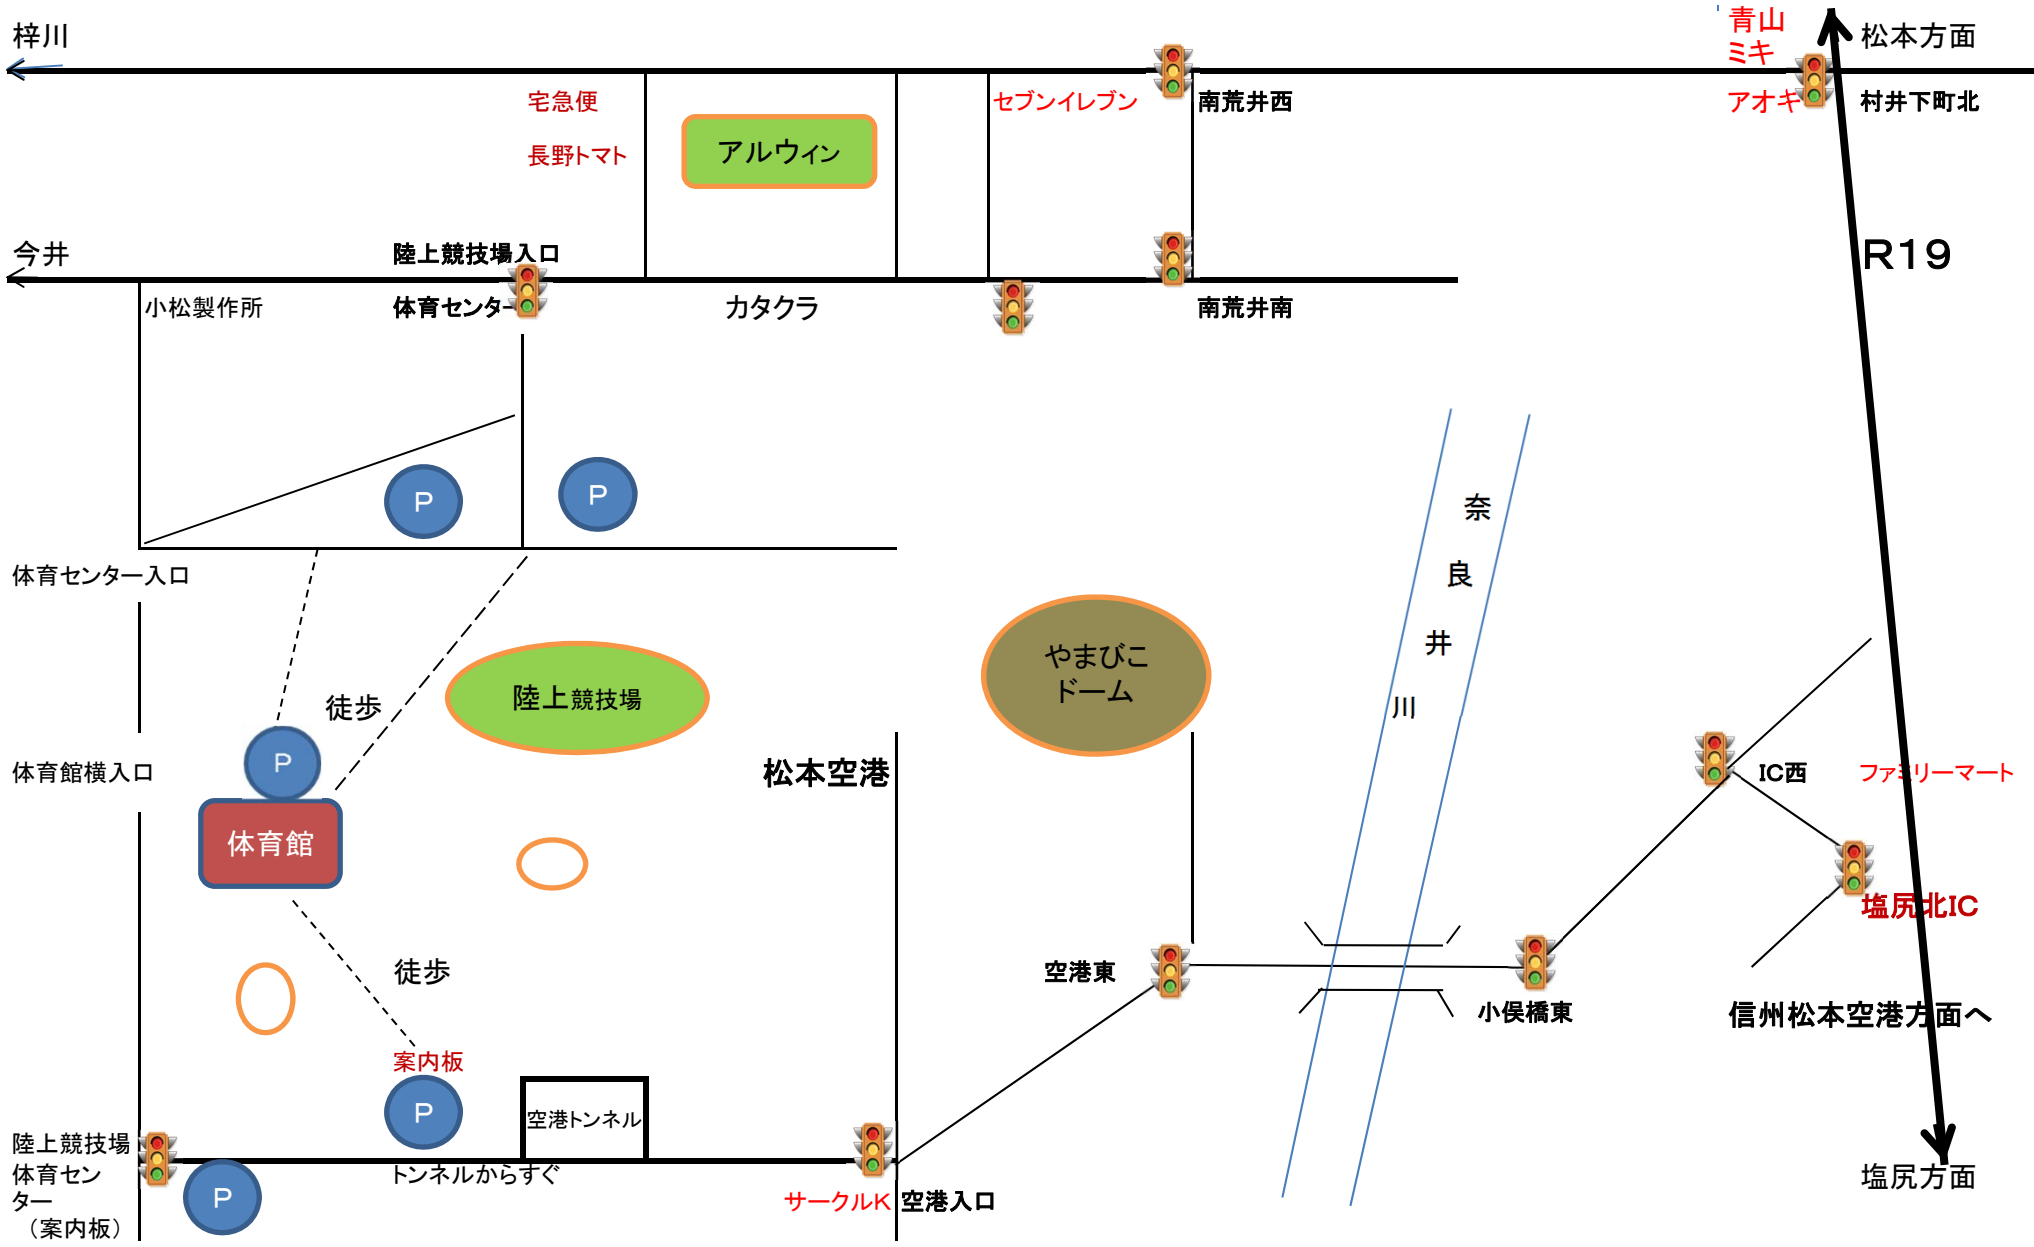 梓川
青山
ミキ
松本方面
宅急便
セブンイレブン
南荒井西
アオキ
村井下町北
長野トマト
アルウィン
今井
陸上競技場入口
R19
小松製作所
体育センター
カタクラ
南荒井南
P
P
奈
良
井
川
体育センター入口
やまびこ
ドーム
徒歩
陸上競技場
体育館横入口
P
松本空港
IC西
ファミリーマート
体育館
塩尻北IC
徒歩
空港東
小俣橋東
信州松本空港方面へ
案内板
P
空港トンネル
陸上競技場
体育セン
ター
（案内板）
トンネルからすぐ
P
サークルK
空港入口
塩尻方面